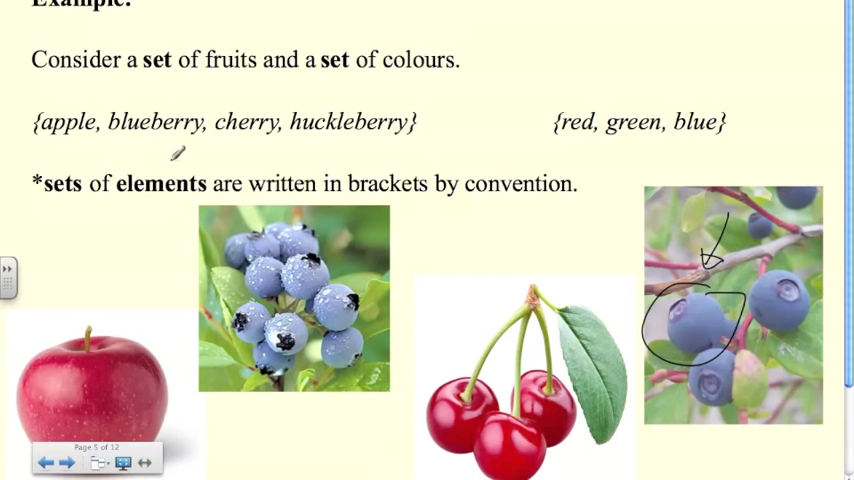 Example:
Consider a set of fruits and a set of colours.
{apple, blueberry, cherry, huckleberry} {red, green, blue}
*sets of elements are written in brackets by convention.
Page 5 of 12